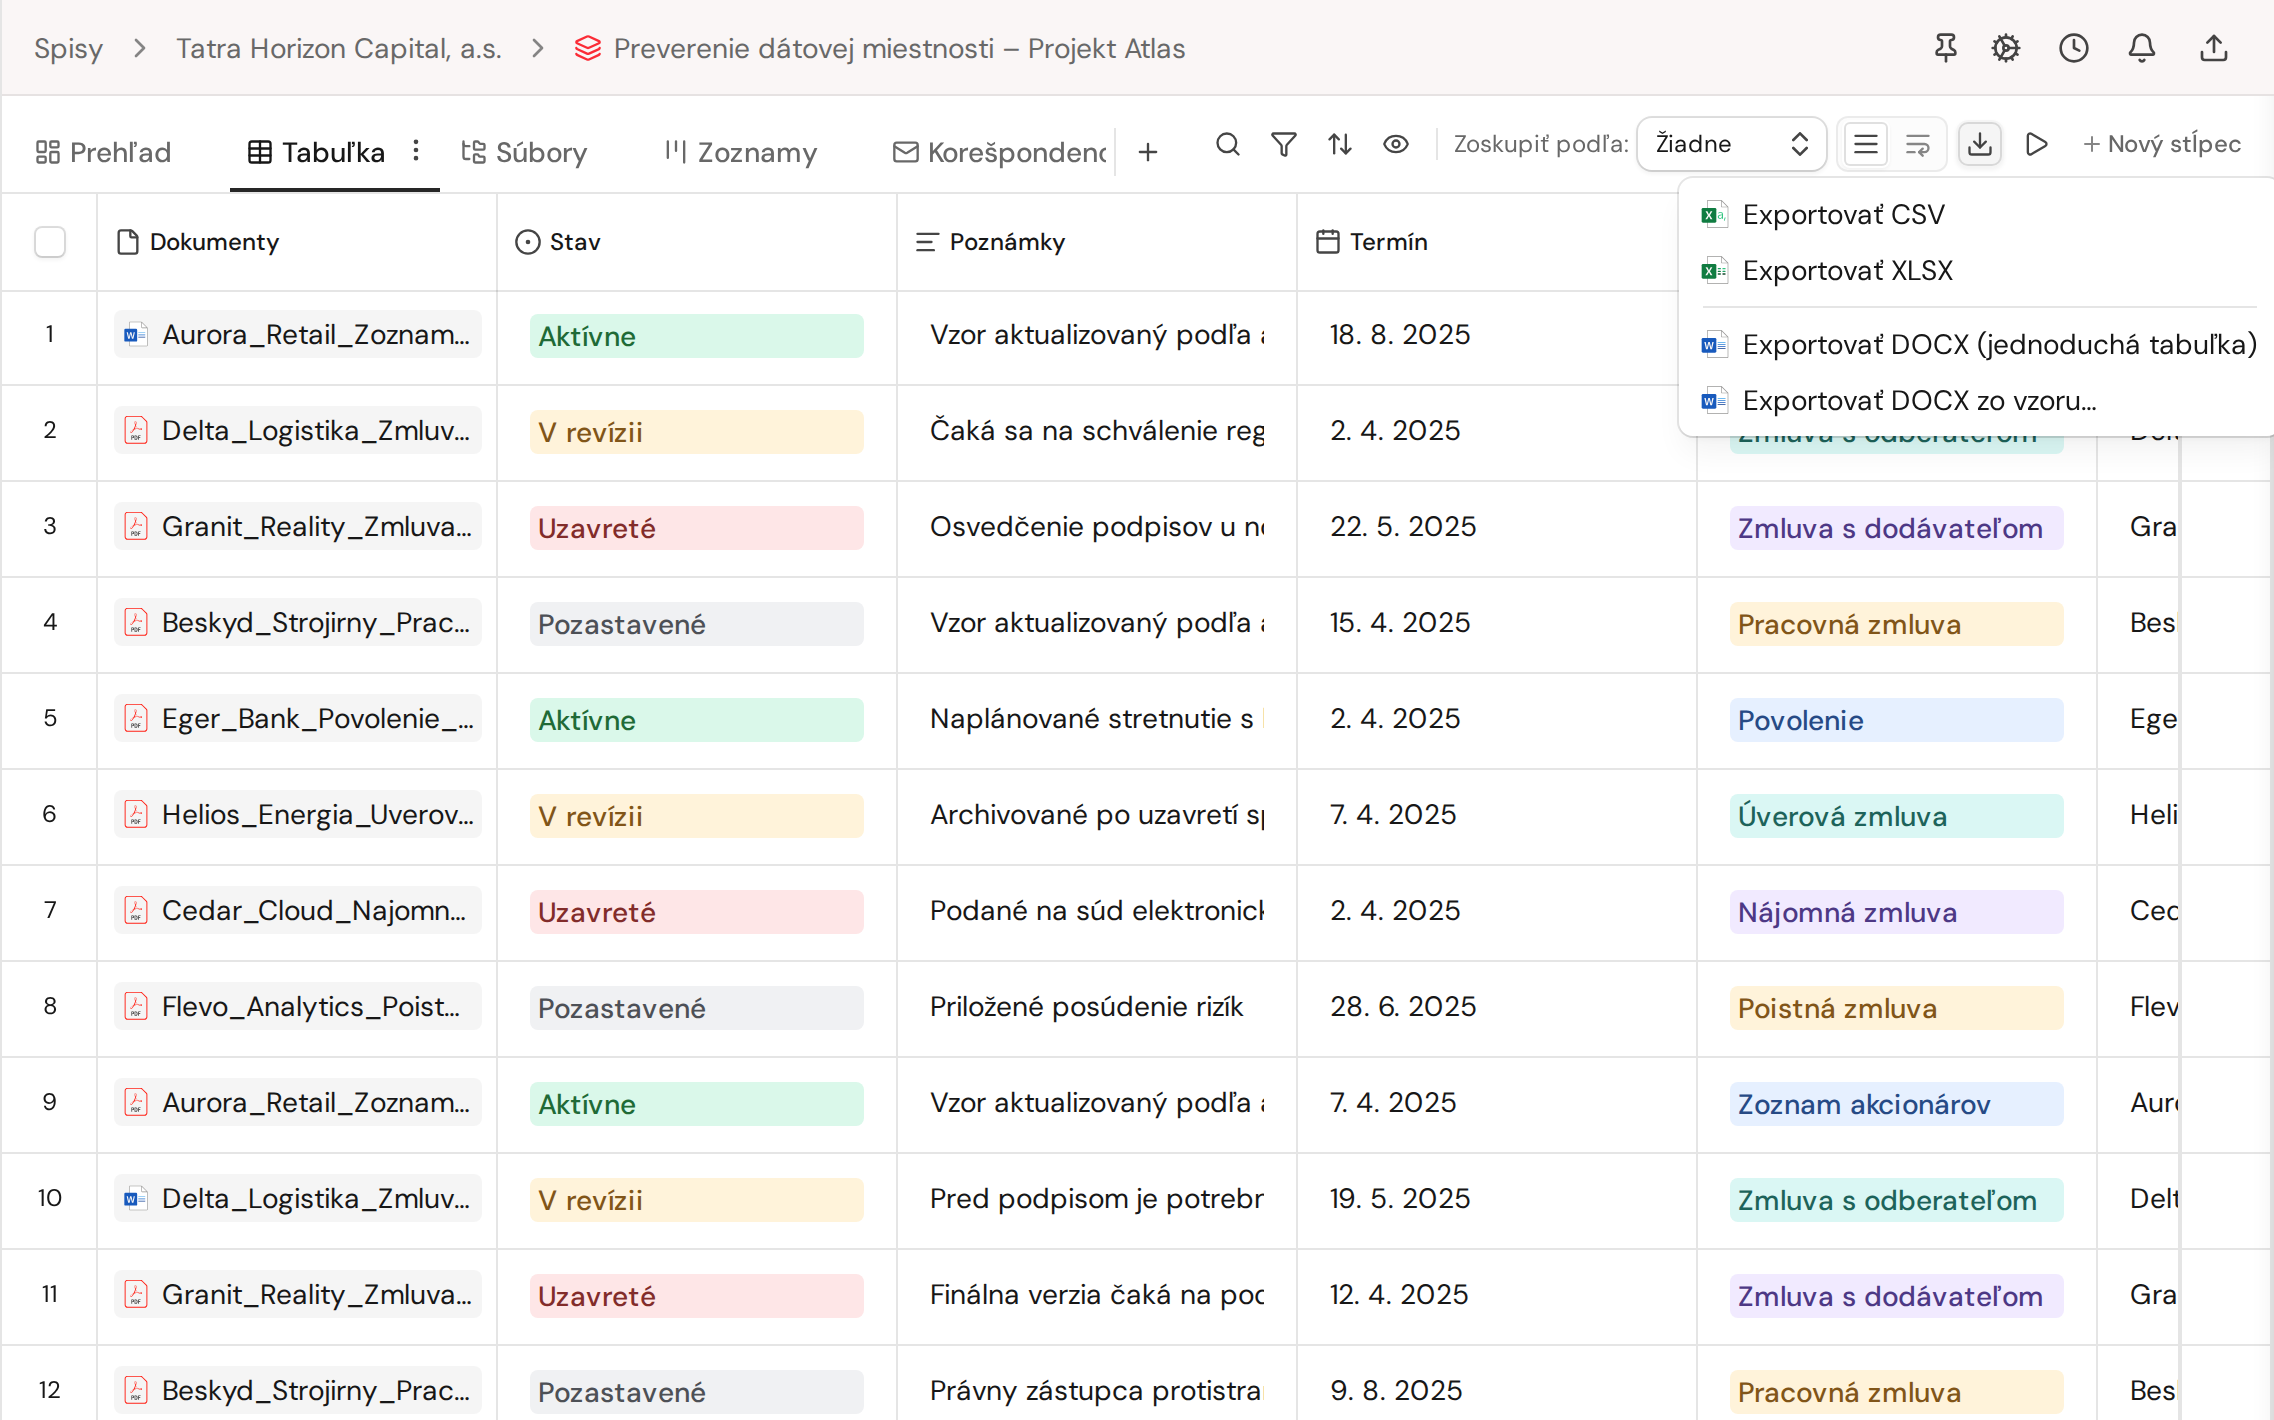 Spisy
Tatra Horizon Capital, a.s.
Preverenie dátovej miestnosti – Projekt Atlas
Prehľad
Tabuľka
Súbory
Zoznamy
Korešpondenc
Zoskupiť podľa:
Žiadne
+ Nový stĺpec
Exportovať CSV
Exportovať XLSX
Exportovať DOCX (jednoduchá tabuľka)
Exportovať DOCX zo vzoru...
Dokumenty Stav Poznámky Termín
1 Aurora_Retail_Zoznam... Aktívne Vzor aktualizovaný podľa 18. 8. 2025
2 Delta_Logistika_Zmluv... V revízii Čaká sa na schválenie reg 2. 4. 2025 Zmluva s odberateľom
3 Granit_Reality_Zmluva... Uzavreté Osvedčenie podpisov u 22. 5. 2025 Zmluva s dodávateľom Gra
4 Beskyd_Strojirny_Prac... Pozastavené Vzor aktualizovaný podľa 15. 4. 2025 Pracovná zmluva Bes
5 Eger_Bank_Povolenie_... Aktívne Naplánované stretnutie s 2. 4. 2025 Povolenie Ege
6 Helios_Energia_Uverov... V revízii Archivované po uzavretí 7. 4. 2025 Úverová zmluva Heli
7 Cedar_Cloud_Najomn... Uzavreté Podané na súd elektronick 2. 4. 2025 Nájomná zmluva Ced
8 Flevo_Analytics_Poist... Pozastavené Priložené posúdenie rizík 28. 6. 2025 Poistná zmluva Flev
9 Aurora_Retail_Zoznam... Aktívne Vzor aktualizovaný podľa 7. 4. 2025 Zoznam akcionárov Auro
10 Delta_Logistika_Zmluv... V revízii Pred podpisom je potrebn 19. 5. 2025 Zmluva s odberateľom Delt
11 Granit_Reality_Zmluva... Uzavreté Finálna verzia čaká na pod 12. 4. 2025 Zmluva s dodávateľom Gra
12 Beskyd_Strojirny_Prac... Pozastavené Právny zástupca protistra 9. 8. 2025 Pracovná zmluva Bes